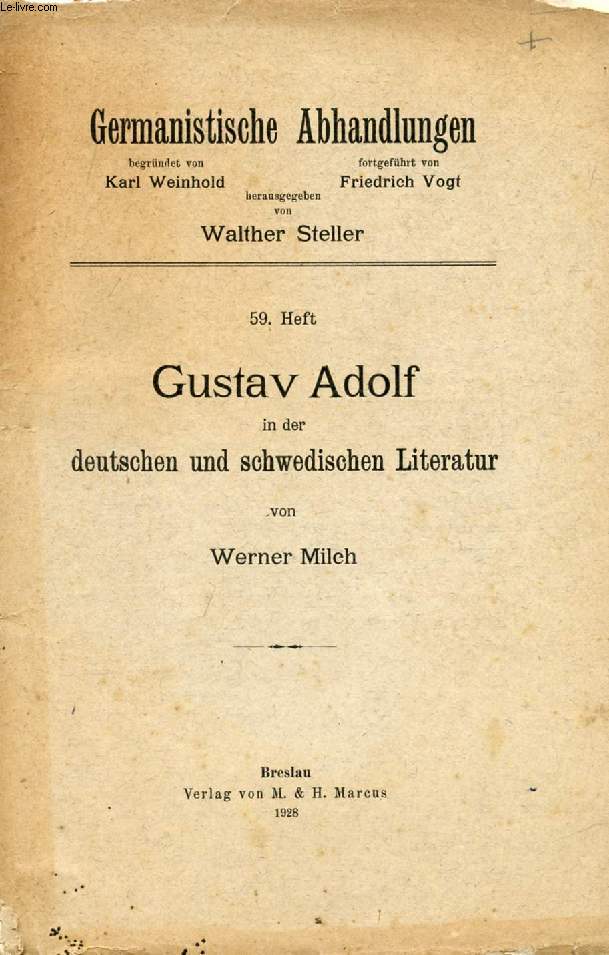 Le-livre.com
Germanistische Abhandlungen
begründet von fortgeführt von
Karl Weinhold Friedrich Vogt
herausgegeben
von
Walther Steller
59. Heft
Gustav Adolf
in der
deutschen und schwedischen Literatur
von
Werner Milch
Breslau
Verlag von M. & H. Marcus
1928